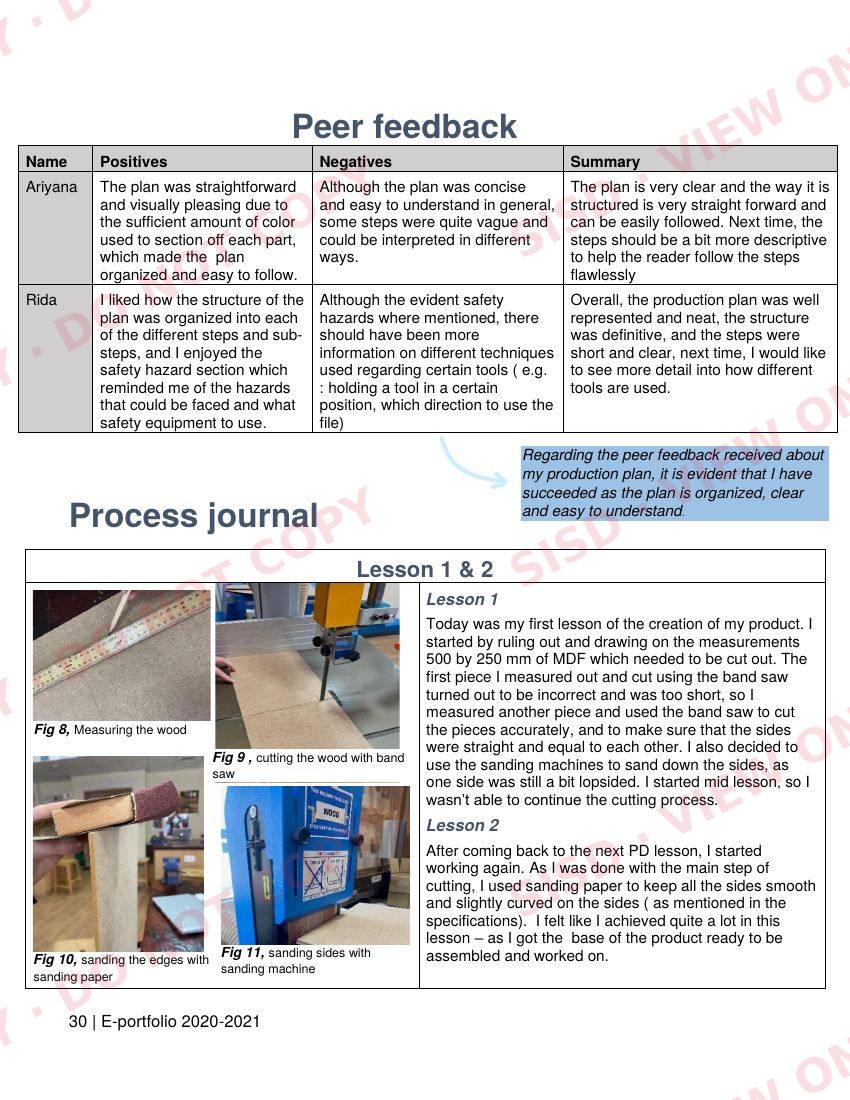 Peer feedback
Name Positives Negatives Summary
Ariyana
The plan was straightforward
and visually pleasing due to
the sufficient amount of color
used to section off each part,
which made the  plan
organized and easy to follow.
Although the plan was concise
and easy to understand in general,
some steps were quite vague and
could be interpreted in different
ways.
The plan is very clear and the way it is
structured is very straight forward and
can be easily followed. Next time, the
steps should be a bit more descriptive
to help the reader follow the steps
flawlessly
Rida
I liked how the structure of the
plan was organized into each
of the different steps and sub-
steps, and I enjoyed the
safety hazard section which
reminded me of the hazards
that could be faced and what
safety equipment to use.
Although the evident safety
hazards where mentioned, there
should have been more
information on different techniques
used regarding certain tools ( e.g.
: holding a tool in a certain
position, which direction to use the
file)
Overall, the production plan was well
represented and neat, the structure
was definitive, and the steps were
short and clear, next time, I would like
to see more detail into how different
tools are used.
Regarding the peer feedback received about
my production plan, it is evident that I have
succeeded as the plan is organized, clear
and easy to understand.
Process journal
Lesson 1 & 2
Fig 8, Measuring the wood
Fig 9 , cutting the wood with band
saw
WOOD
Fig 10, sanding the edges with
sanding paper
Fig 11, sanding sides with
sanding machine
Lesson 1
Today was my first lesson of the creation of my product. I
started by ruling out and drawing on the measurements
500 by 250 mm of MDF which needed to be cut out. The
first piece I measured out and cut using the band saw
turned out to be incorrect and was too short, so I
measured another piece and used the band saw to cut
the pieces accurately, and to make sure that the sides
were straight and equal to each other. I also decided to
use the sanding machines to sand down the sides, as
one side was still a bit lopsided. I started mid lesson, so I
wasn't able to continue the cutting process.
Lesson 2
After coming back to the next PD lesson, I started
working again. As I was done with the main step of
cutting, I used sanding paper to keep all the sides smooth
and slightly curved on the sides ( as mentioned in the
specifications).  I felt like I achieved quite a lot in this
lesson – as I got the  base of the product ready to be
assembled and worked on.
30 | E-portfolio 2020-2021
SISD · VIEW ON
Y · DO NOT COPY